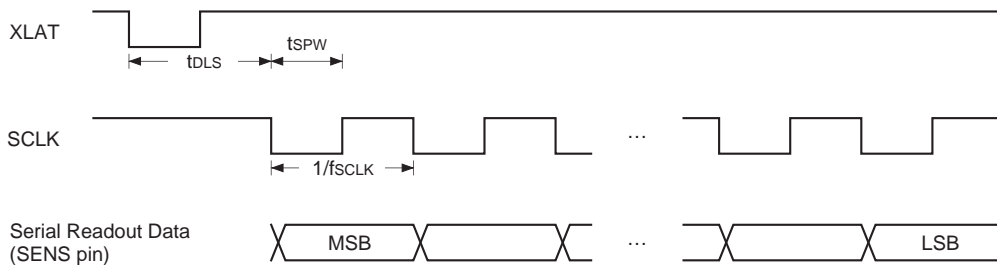 XLAT
tDLS
tSPW
SCLK
...
1/fSCLK
Serial Readout Data
(SENS pin)
MSB
...
LSB